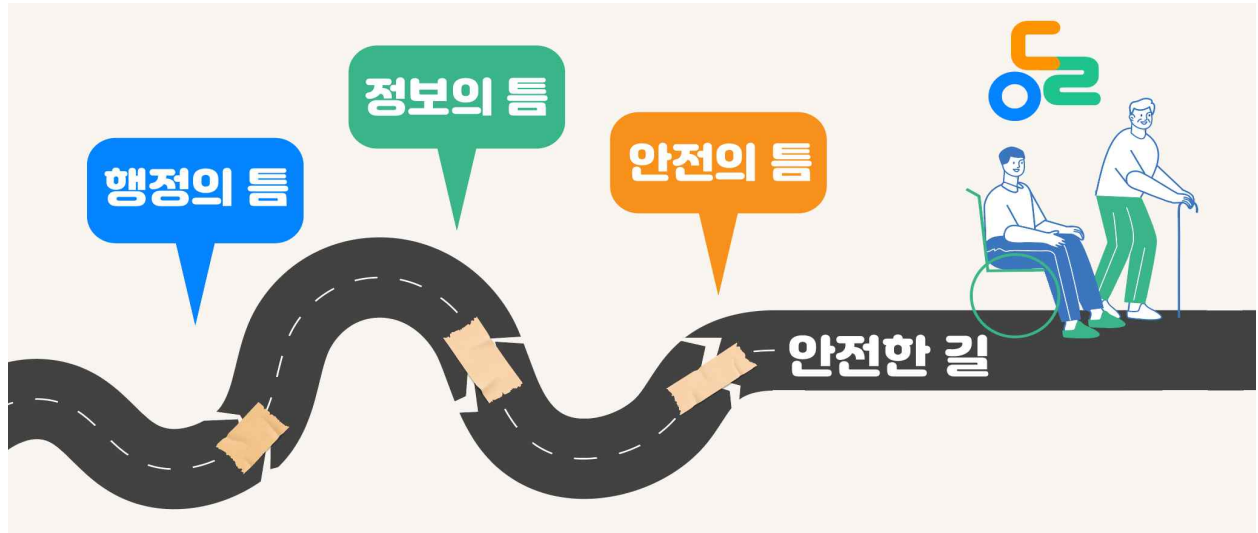 행정의 틈
정보의 틈
안전의 틈
안전한 길